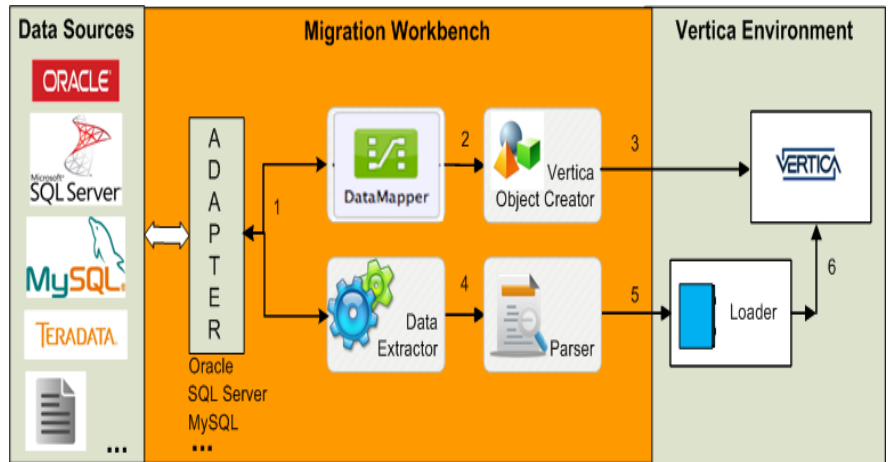 Data Sources
Migration Workbench
Vertica Environment
ORACLE®
Microsoft®
SQL Server®
MySQL®
TERADATA.
...
A
D
A
P
T
E
R
Oracle
SQL Server
MySQL
...
1
DataMapper
2
Vertica
Object Creator
3
VERTICA
Data
Extractor
4
Parser
5
Loader
6